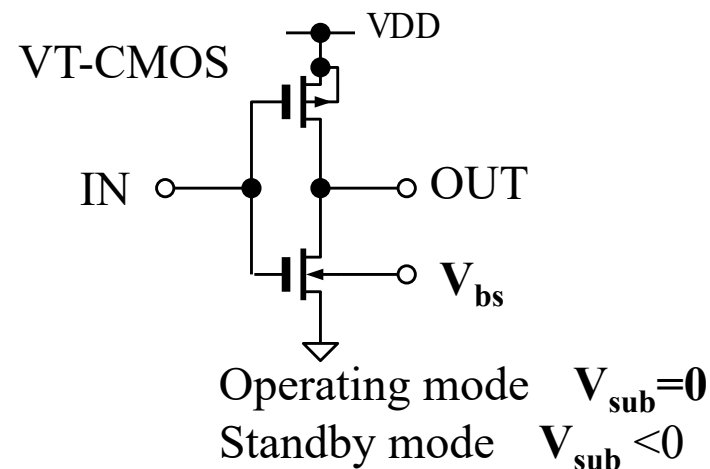 VDD
VT-CMOS
IN OUT
Vbs
Operating mode Vsub=0
Standby mode Vsub <0